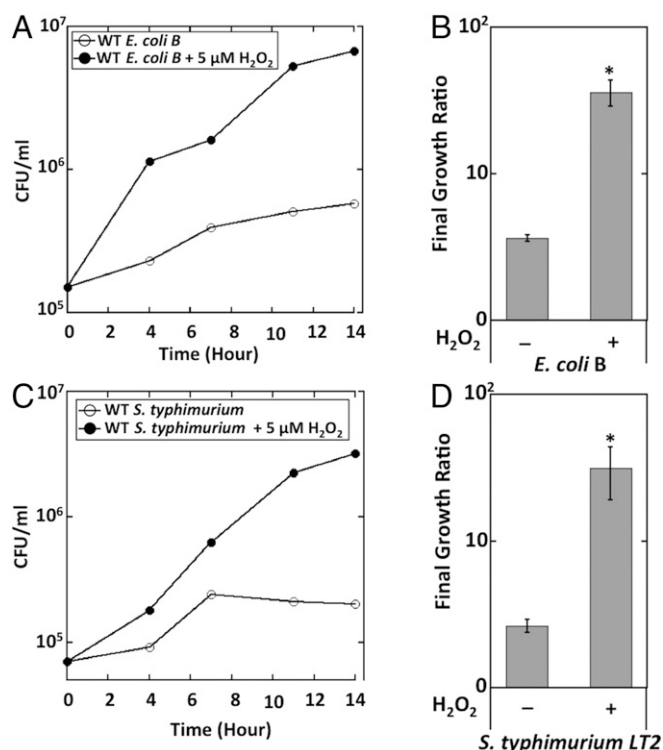 A
10⁷
WT E. coli B
WT E. coli B + 5 µM H₂O₂
CFU/ml
10⁶
10⁵
0 2 4 6 8 10 12 14
Time (Hour)
B
10²
Final Growth Ratio
10
0
*
H₂O₂ – +
E. coli B
C
10⁷
WT S. typhimurium
WT S. typhimurium + 5 µM H₂O₂
CFU/ml
10⁶
10⁵
0 2 4 6 8 10 12 14
Time (Hour)
D
10²
Final Growth Ratio
10
0
*
H₂O₂ – +
S. typhimurium LT2